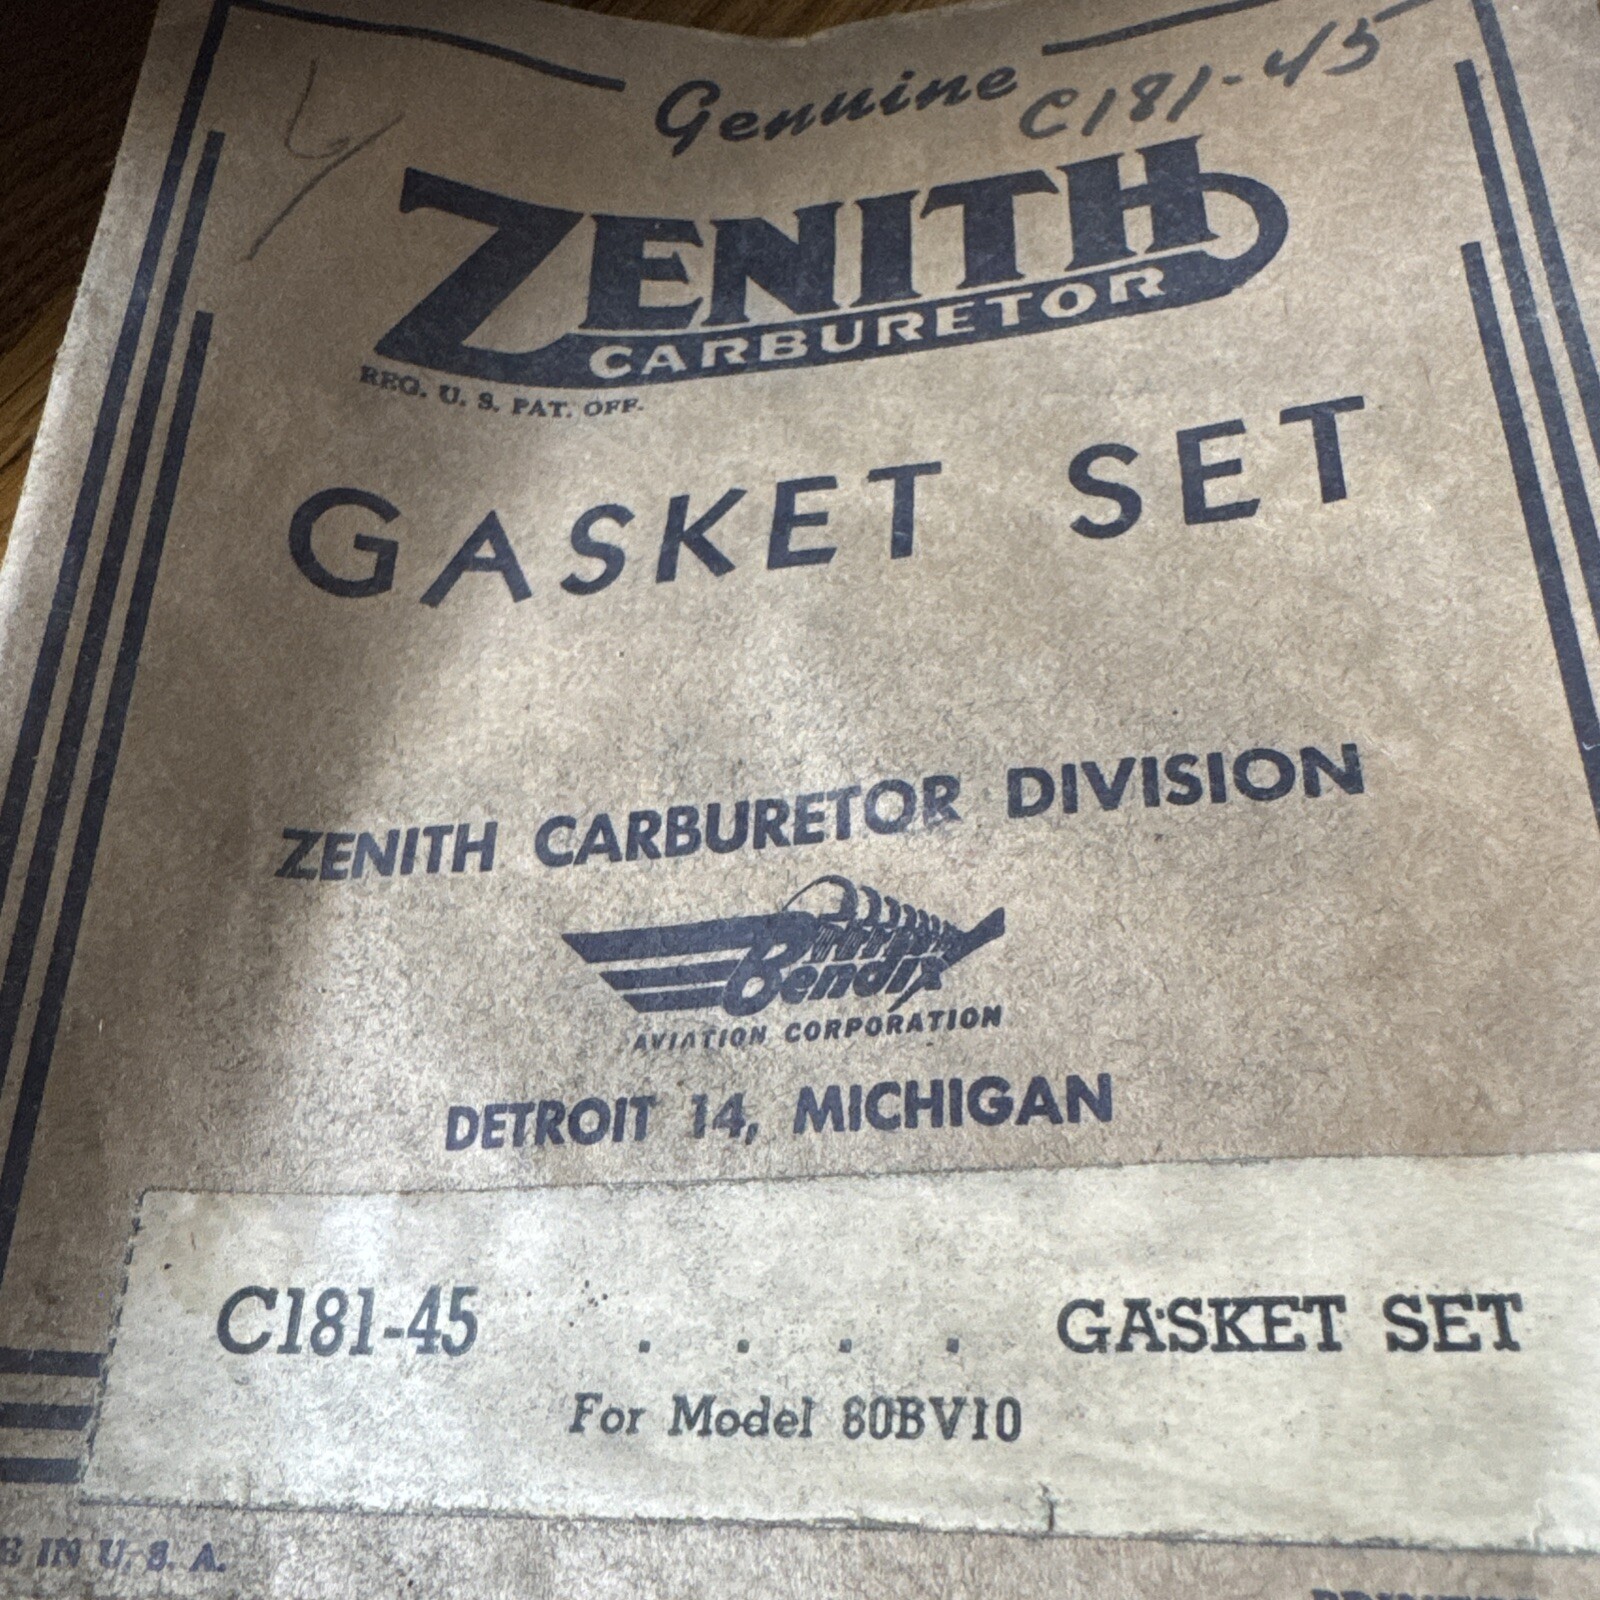 Genuine C181-45
ZENITH
CARBURETOR
REG. U. S. PAT. OFF.
GASKET SET
ZENITH CARBURETOR DIVISION
Bendix
AVIATION CORPORATION
DETROIT 14, MICHIGAN
C181-45 . . . . GASKET SET
For Model 80BV10
IN U. S. A.